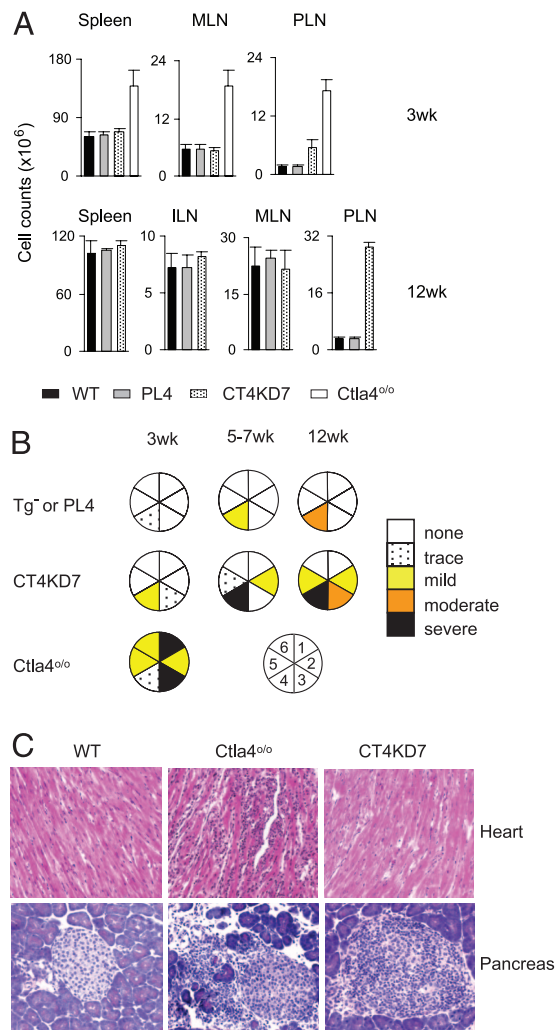 A
Spleen MLN PLN
180 24 24
90 12 12
0 0 0
3wk
Cell counts (x10⁶)
Spleen ILN MLN PLN
120 10 30 32
60 5 15 16
0 0 0 0
12wk
WT PL4 CT4KD7 Ctla4o/o
B
3wk 5-7wk 12wk
Tg⁻ or PL4
CT4KD7
Ctla4o/o
6 1
5 2
4 3
none
trace
mild
moderate
severe
C
WT Ctla4o/o CT4KD7
Heart
Pancreas